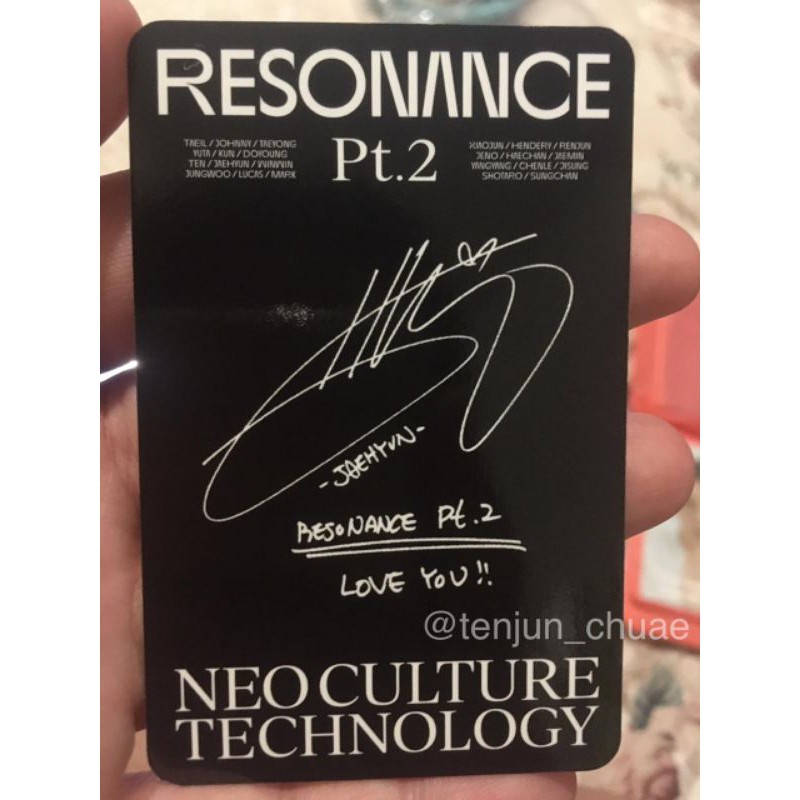 RESONANCE
Pt.2
TAEIL / JOHNNY / TAEYONG
YUTA / KUN / DOYOUNG
TEN / JAEHYUN / WINWIN
JUNGWOO / LUCAS / MARK
XIAOJUN / HENDERY / RENJUN
JENO / HAECHAN / JAEMIN
YANGYANG / CHENLE / JISUNG
SHOTARO / SUNGCHAN
-JAEHYUN-
RESONANCE Pt.2
LOVE YOU!!
@tenjun_chuae
NEO CULTURE
TECHNOLOGY